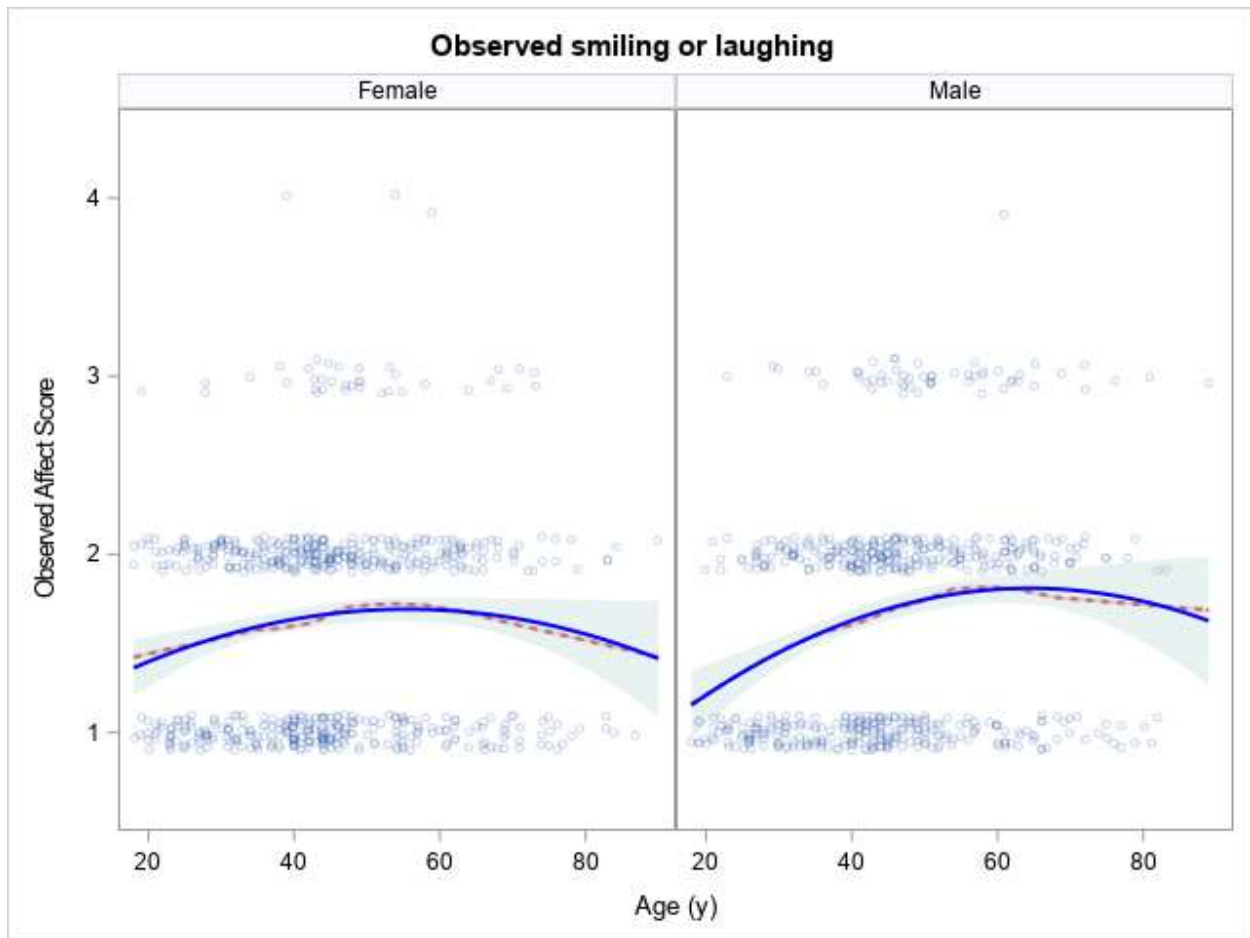 Observed smiling or laughing
Female Male
4
3
2
1
Observed Affect Score
20 40 60 80 20 40 60 80
Age (y)